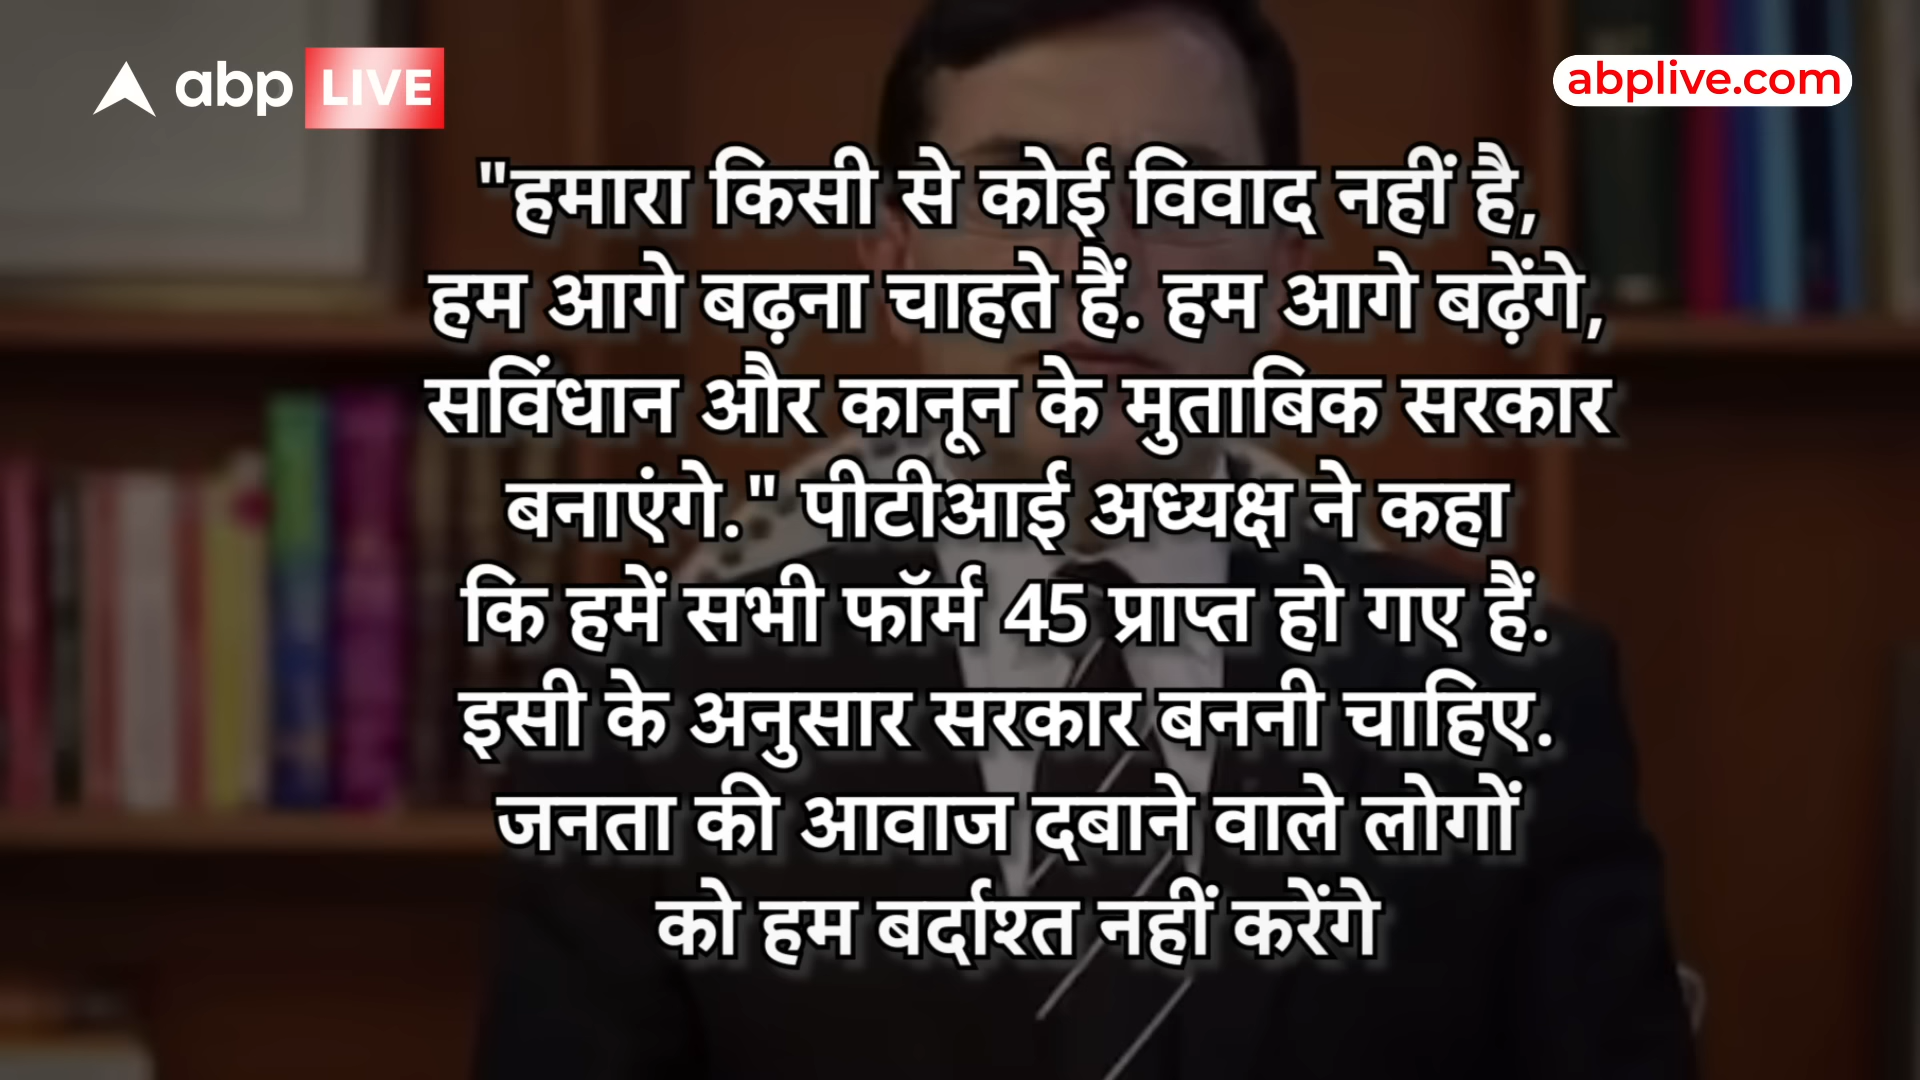 abp LIVE
abplive.com
"हमारा किसी से कोई विवाद नहीं है,
हम आगे बढ़ना चाहते हैं. हम आगे बढ़ेंगे,
सविंधान और कानून के मुताबिक सरकार
बनाएंगे." पीटीआई अध्यक्ष ने कहा
कि हमें सभी फॉर्म 45 प्राप्त हो गए हैं.
इसी के अनुसार सरकार बननी चाहिए.
जनता की आवाज दबाने वाले लोगों
को हम बर्दाश्त नहीं करेंगे